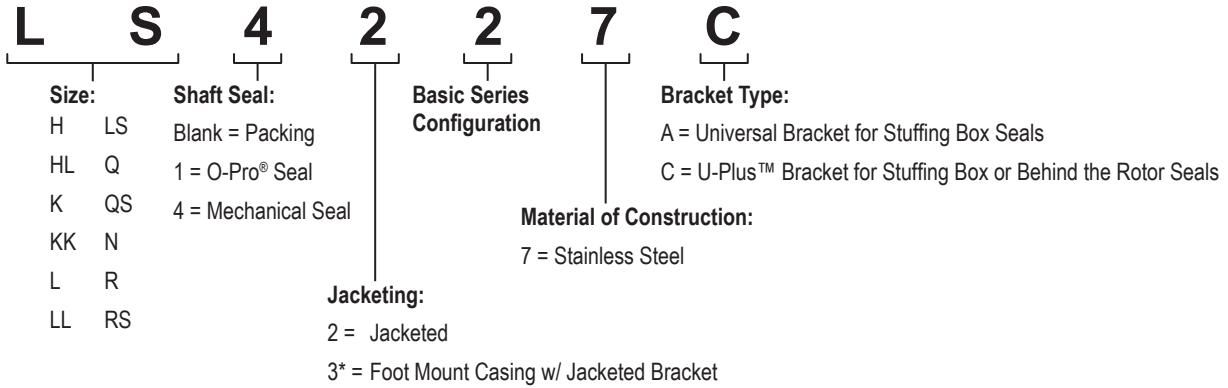 L S 4 2 2 7 C
Size:
H LS
HL Q
K QS
KK N
L R
LL RS
Shaft Seal:
Blank = Packing
1 = O-Pro® Seal
4 = Mechanical Seal
Jacketing:
2 = Jacketed
3* = Foot Mount Casing w/ Jacketed Bracket
Basic Series
Configuration
Material of Construction:
7 = Stainless Steel
Bracket Type:
A = Universal Bracket for Stuffing Box Seals
C = U-Plus™ Bracket for Stuffing Box or Behind the Rotor Seals